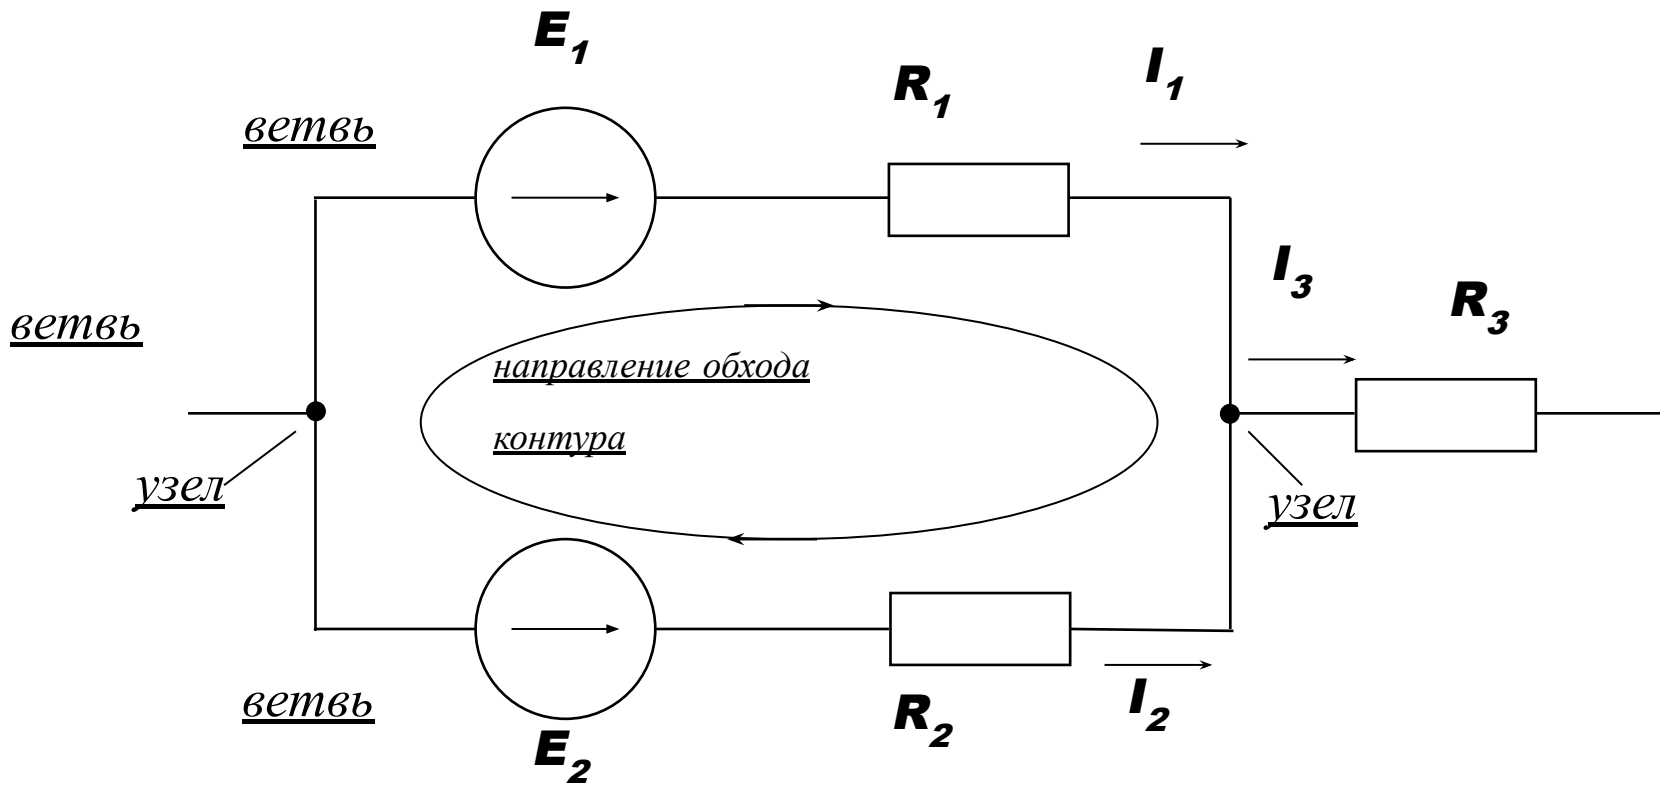 E1
R1
I1
ветвь
I3
R3
ветвь
направление обхода
контура
узел
узел
ветвь
E2
R2
I2